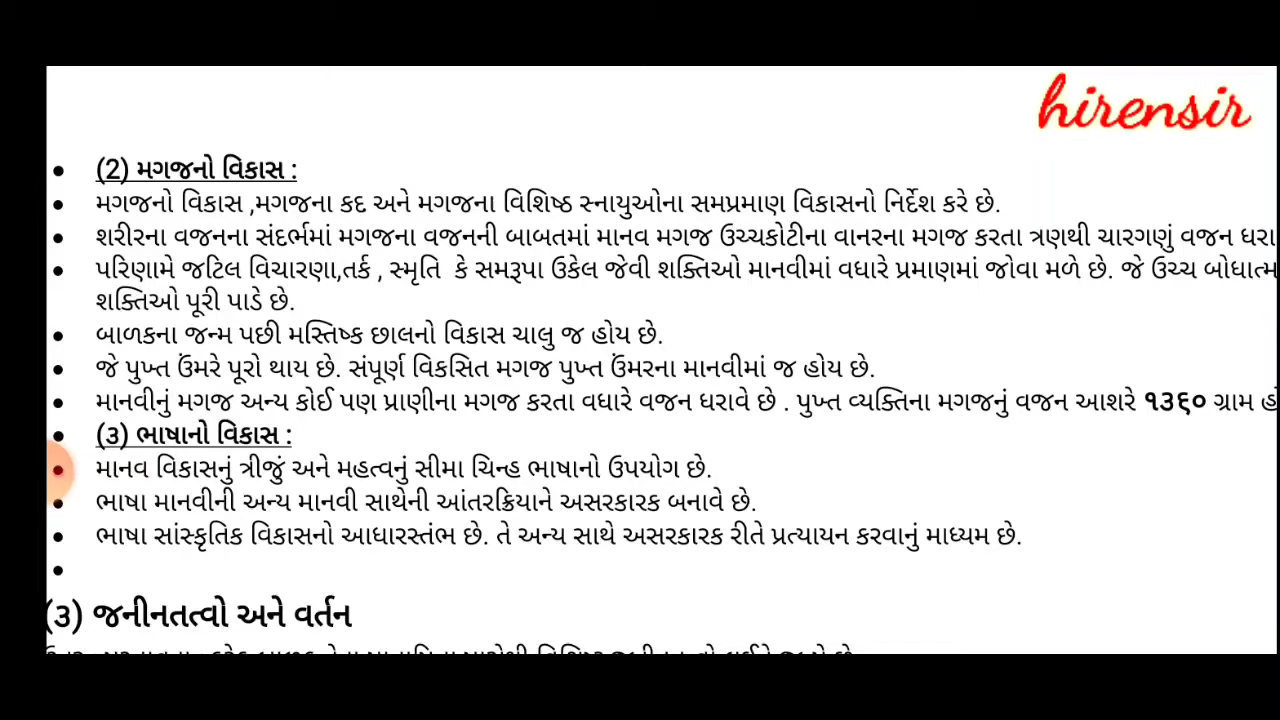 hirensir
(2) મગજનો વિકાસ :
મગજનો વિકાસ ,મગજના કદ અને મગજના વિશિષ્ઠ સ્નાયુઓના સમપ્રમાણ વિકાસનો નિર્દેશ કરે છે.
શરીરના વજનના સંદર્ભમાં મગજના વજનની બાબતમાં માનવ મગજ ઉચ્ચકોટીના વાનરના મગજ કરતા ત્રણથી ચારગણું વજન ધરા
પરિણામે જટિલ વિચારણા,તર્ક , સ્મૃતિ કે સમરૂપા ઉકેલ જેવી શક્તિઓ માનવીમાં વધારે પ્રમાણમાં જોવા મળે છે. જે ઉચ્ચ બોધાત્મ
શક્તિઓ પૂરી પાડે છે.
બાળકના જન્મ પછી મસ્તિષ્ક છાલનો વિકાસ ચાલુ જ હોય છે.
જે પુખ્ત ઉંમરે પૂરો થાય છે. સંપૂર્ણ વિકસિત મગજ પુખ્ત ઉંમરના માનવીમાં જ હોય છે.
માનવીનું મગજ અન્ય કોઈ પણ પ્રાણીના મગજ કરતા વધારે વજન ધરાવે છે . પુખ્ત વ્યક્તિના મગજનું વજન આશરે ૧૩૬૦ ગ્રામ હ
(૩) ભાષાનો વિકાસ :
માનવ વિકાસનું ત્રીજું અને મહત્વનું સીમા ચિન્હ ભાષાનો ઉપયોગ છે.
ભાષા માનવીની અન્ય માનવી સાથેની આંતરક્રિયાને અસરકારક બનાવે છે.
ભાષા સાંસ્કૃતિક વિકાસનો આધારસ્તંભ છે. તે અન્ય સાથે અસરકારક રીતે પ્રત્યાયન કરવાનું માધ્યમ છે.
(૩) જનીનતત્વો અને વર્તન